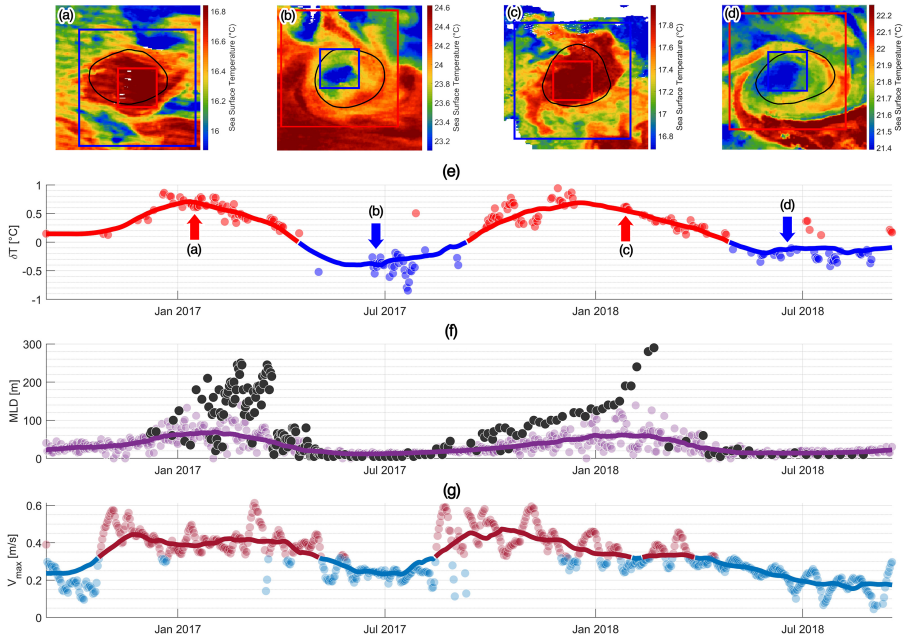 (a)
16.8
16.4
16
Sea Surface Temperature (°C)
(b)
24.6
24.4
24.2
24
23.8
23.6
23.4
23.2
Sea Surface Temperature (°C)
(c)
17.8
17.6
17.4
17.2
17
16.8
Sea Surface Temperature (°C)
(d)
22.2
22.1
22
21.9
21.8
21.7
21.6
21.5
21.4
Sea Surface Temperature (°C)
(e)
1
0.5
0
-0.5
-1
δT [°C]
(a)
(b)
(c)
(d)
Jan 2017
Jul 2017
Jan 2018
Jul 2018
(f)
300
200
100
0
MLD [m]
Jan 2017
Jul 2017
Jan 2018
Jul 2018
(g)
0.6
0.4
0.2
0
Vmax [m/s]
Jan 2017
Jul 2017
Jan 2018
Jul 2018